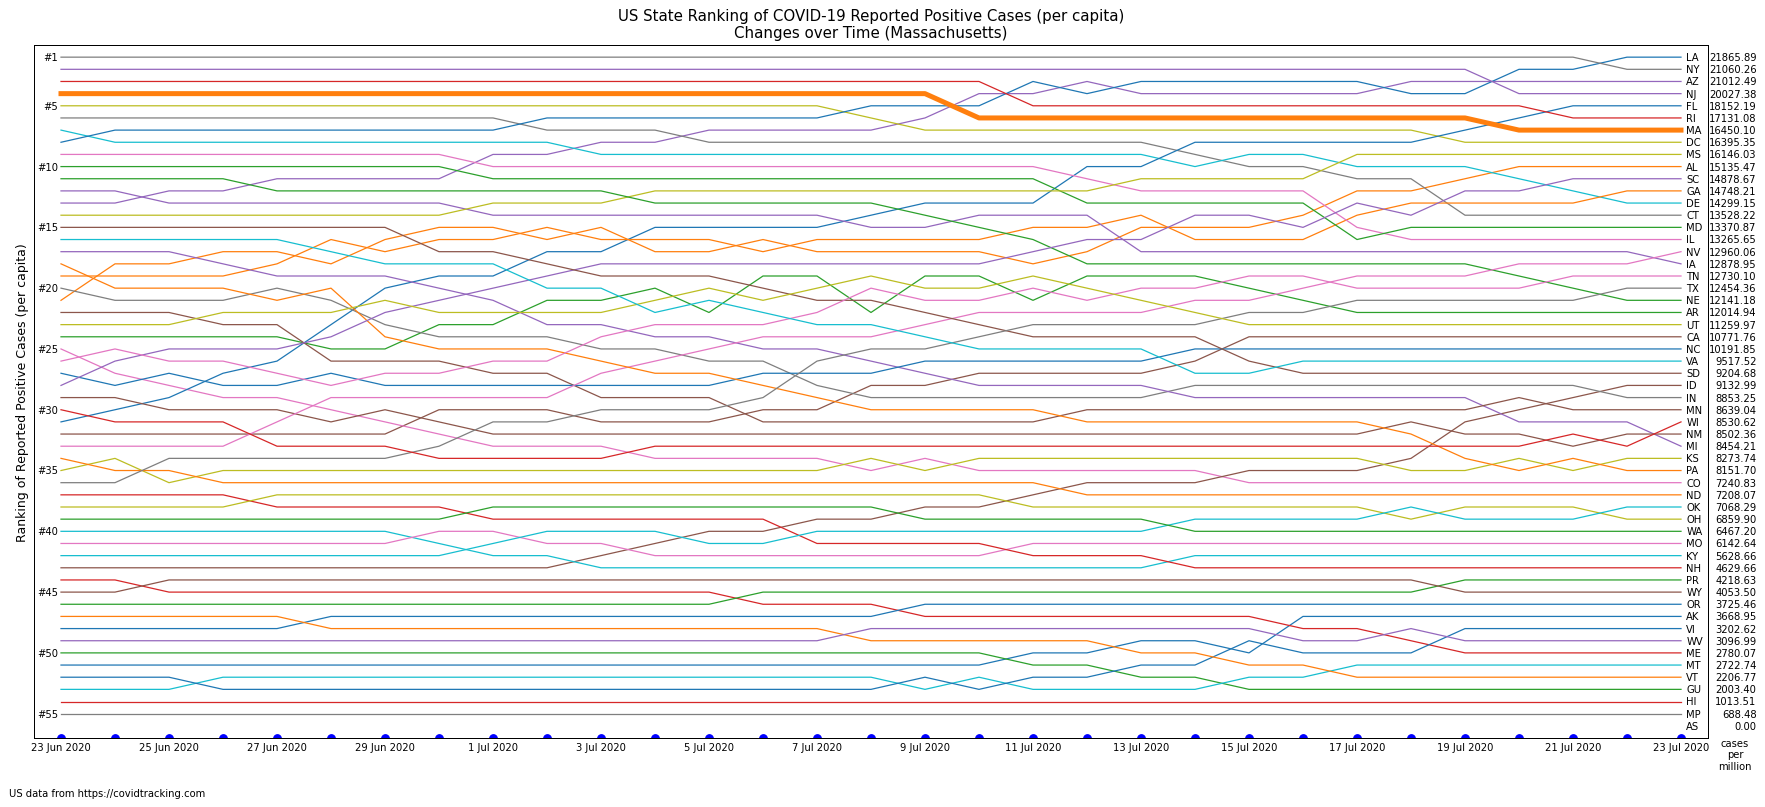 US State Ranking of COVID-19 Reported Positive Cases (per capita)
Changes over Time (Massachusetts)
Ranking of Reported Positive Cases (per capita)
#1
#5
#10
#15
#20
#25
#30
#35
#40
#45
#50
#55
LA 21865.89
NY 21060.26
AZ 21012.49
NJ 20027.38
FL 18152.19
RI 17131.08
MA 16450.10
DC 16395.35
MS 16146.03
AL 15135.47
SC 14878.67
GA 14748.21
DE 14299.15
CT 13528.22
MD 13370.87
IL 13265.65
NV 12960.06
IA 12878.95
TN 12730.10
TX 12454.36
NE 12141.18
AR 12014.94
UT 11259.97
CA 10771.76
NC 10191.85
VA 9517.52
SD 9204.68
ID 9132.99
IN 8853.25
MN 8639.04
WI 8530.62
NM 8502.36
MI 8454.21
KS 8273.74
PA 8151.70
CO 7240.83
ND 7208.07
OK 7068.29
OH 6859.90
WA 6467.20
MO 6142.64
KY 5628.66
NH 4629.66
PR 4218.63
WY 4053.50
OR 3725.46
AK 3668.95
VI 3202.62
WV 3096.99
ME 2780.07
MT 2722.74
VT 2206.77
GU 2003.40
HI 1013.51
MP 688.48
AS 0.00
23 Jun 2020 25 Jun 2020 27 Jun 2020 29 Jun 2020 1 Jul 2020 3 Jul 2020 5 Jul 2020 7 Jul 2020 9 Jul 2020 11 Jul 2020 13 Jul 2020 15 Jul 2020 17 Jul 2020 19 Jul 2020 21 Jul 2020 23 Jul 2020
cases
per
million
US data from https://covidtracking.com